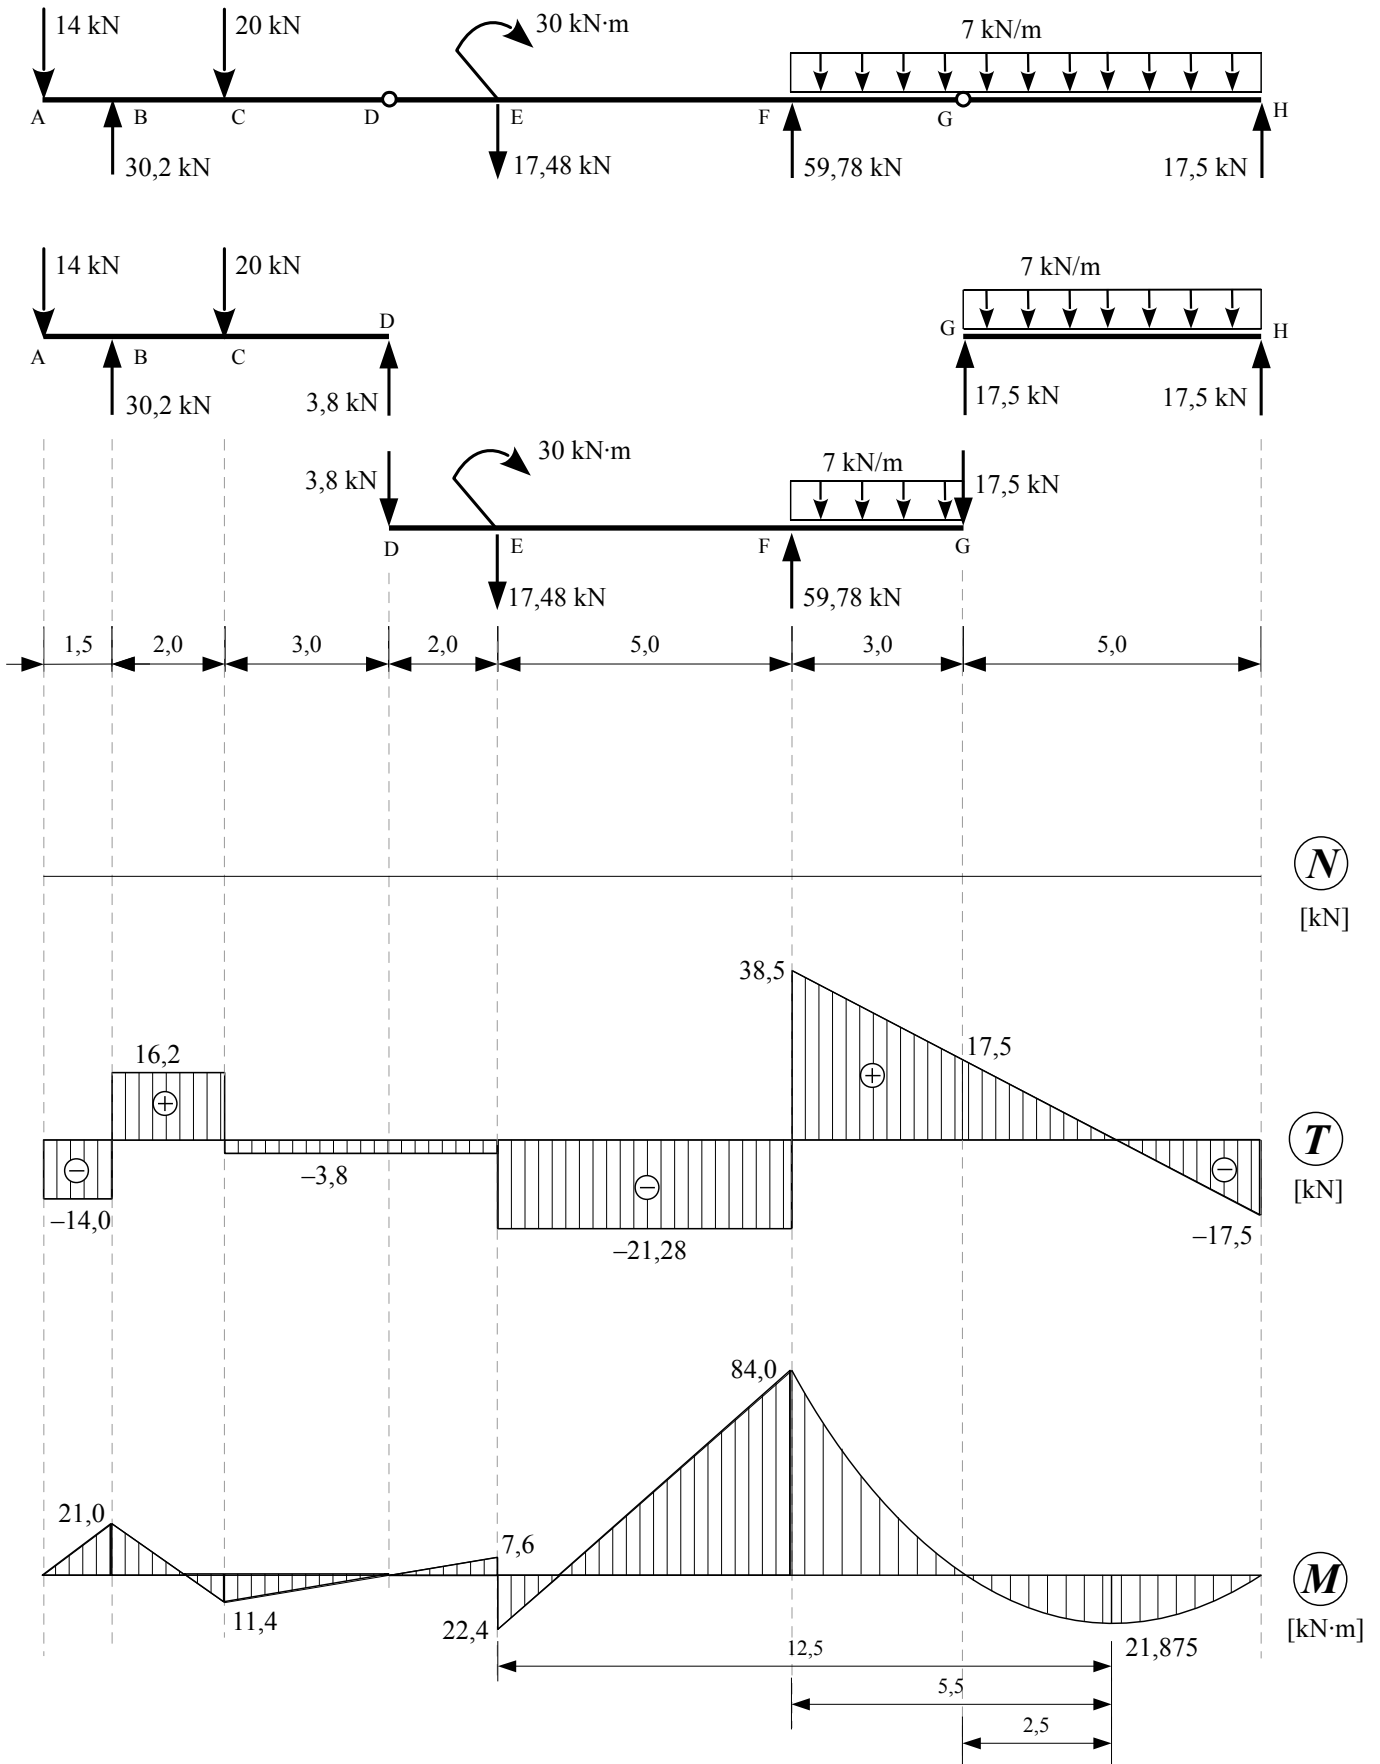 14 kN 20 kN 30 kN·m 7 kN/m
A B C D E F G H
30,2 kN 17,48 kN 59,78 kN 17,5 kN
14 kN 20 kN 7 kN/m
D G H
A B C
30,2 kN 3,8 kN 17,5 kN 17,5 kN
3,8 kN 30 kN·m 7 kN/m 17,5 kN
D E F G
17,48 kN 59,78 kN
1,5 2,0 3,0 2,0 5,0 3,0 5,0
N
[kN]
38,5
16,2 17,5
+ +
T
− − −
−3,8 [kN]
−14,0 −21,28 −17,5
84,0
21,0 7,6
M
11,4 22,4 [kN·m]
12,5 21,875
5,5
2,5